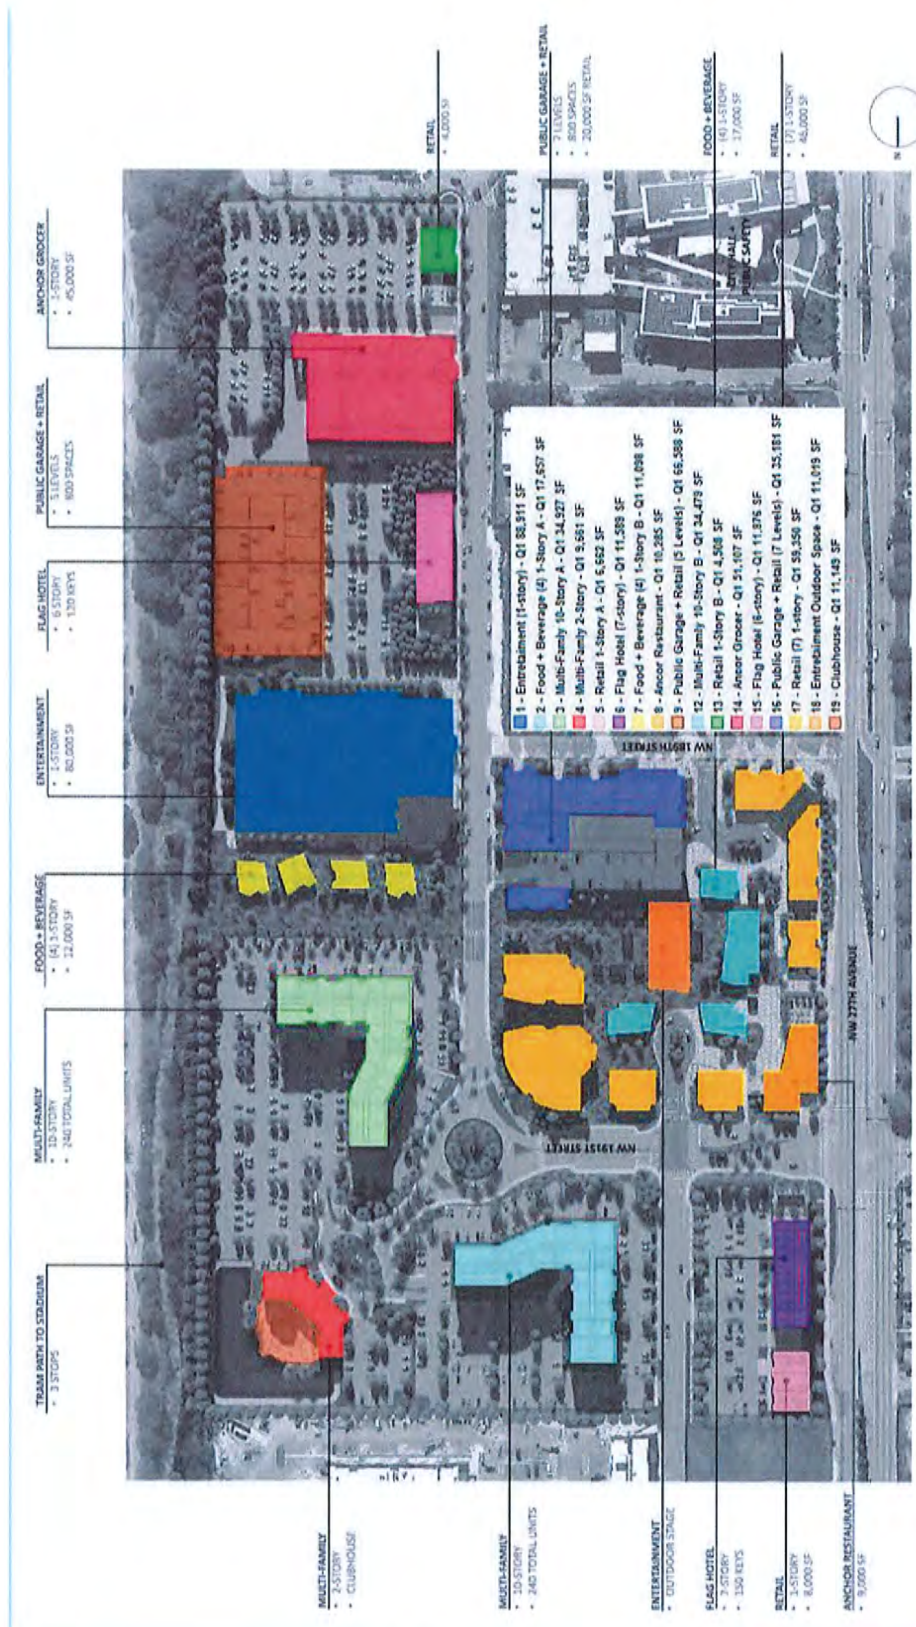 TRAM PATH TO STADIUM
• 3 STOPS
MULTI-FAMILY
• 10-STORY
• 240 TOTAL UNITS
FOOD + BEVERAGE
• (4) 1-STORY
• 12,000 SF
ENTERTAINMENT
• 1-STORY
• 80,000 SF
FLAG HOTEL
• 6 STORY
• 120 KEYS
PUBLIC GARAGE + RETAIL
• 5 LEVELS
• 800 SPACES
ANCHOR GROCER
• 1-STORY
• 45,000 SF
RETAIL
• 4,000 SF
PUBLIC GARAGE + RETAIL
• 7 LEVELS
• 800 SPACES
• 20,000 SF RETAIL
FOOD + BEVERAGE
• (4) 1-STORY
• 17,000 SF
RETAIL
• (7) 1-STORY
• 46,000 SF
N
CITY HALL +
PUBLIC SAFETY
1 - Entretaiment (1-story) - Q1 88,911 SF
2 - Food + Beverage (4) 1-Story A - Q1 17,657 SF
3 - Multi-Family 10-Story A - Q1 34,927 SF
4 - Multi-Family 2-Story - Q1 9,661 SF
5 - Retail 1-Story A - Q1 6,662 SF
6 - Flag Hotel (7-story) - Q1 11,589 SF
7 - Food + Beverage (4) 1-Story B - Q1 11,098 SF
8 - Ancor Restaurant - Q1 10,285 SF
9 - Public Garage + Retail (5 Levels) - Q1 66,588 SF
12 - Multi-Family 10-Story B - Q1 34,479 SF
13 - Retail 1-Story B - Q1 4,508 SF
14 - Ancor Grocer - Q1 51,107 SF
15 - Flag Hotel (6-story) - Q1 11,876 SF
16 - Public Garage + Retail (7 Levels) - Q1 35,181 SF
17 - Retail (7) 1-story - Q1 59,350 SF
18 - Entretaiment Outdoor Space - Q1 11,019 SF
19 - Clubhouse - Q1 11,149 SF
NW 189TH STREET
NW 191ST STREET
NW 27TH AVENUE
MULTI-FAMILY
• 2-STORY
• CLUBHOUSE
MULTI-FAMILY
• 10-STORY
• 240 TOTAL UNITS
ENTERTAINMENT
• OUTDOOR STAGE
FLAG HOTEL
• 7-STORY
• 150 KEYS
RETAIL
• 1-STORY
• 8,000 SF
ANCHOR RESTAURANT
• 9,000 SF